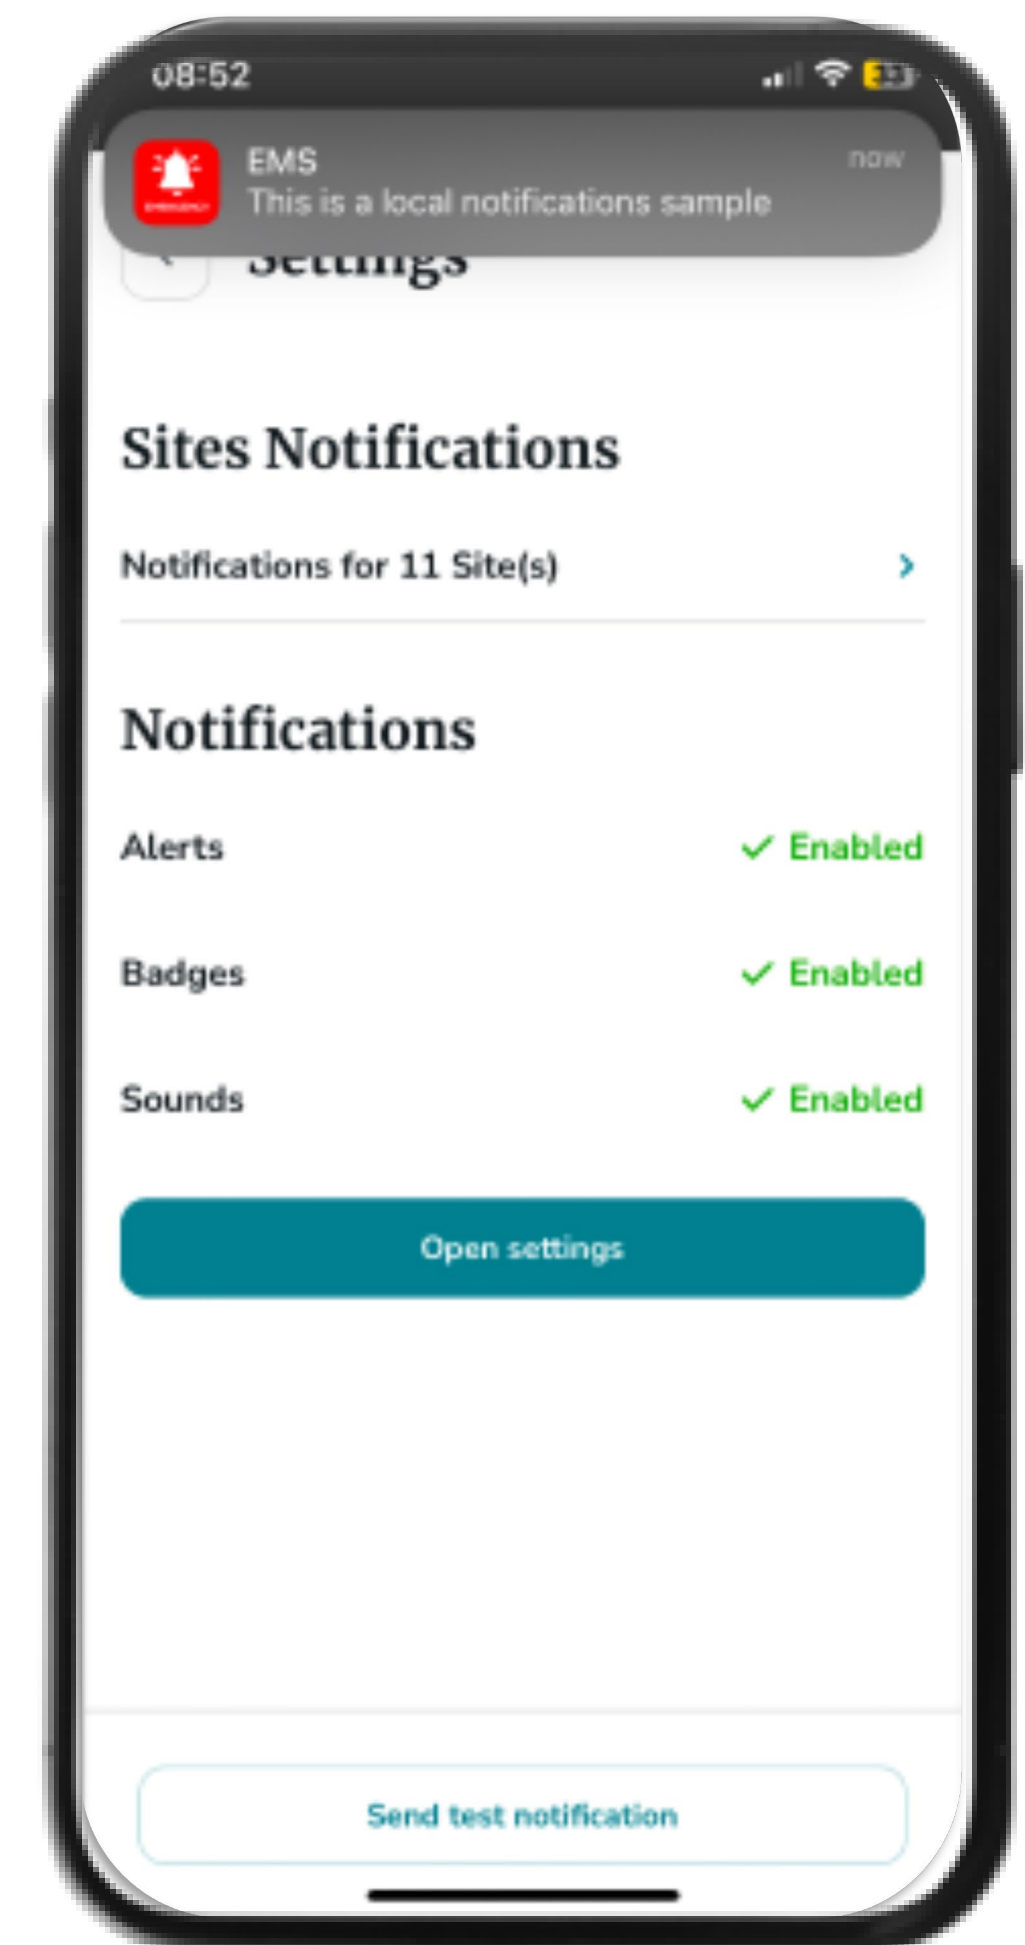 08:52
EMS
now
This is a local notifications sample
Settings
Sites Notifications
Notifications for 11 Site(s)
Notifications
Alerts
Enabled
Badges
Enabled
Sounds
Enabled
Open settings
Send test notification